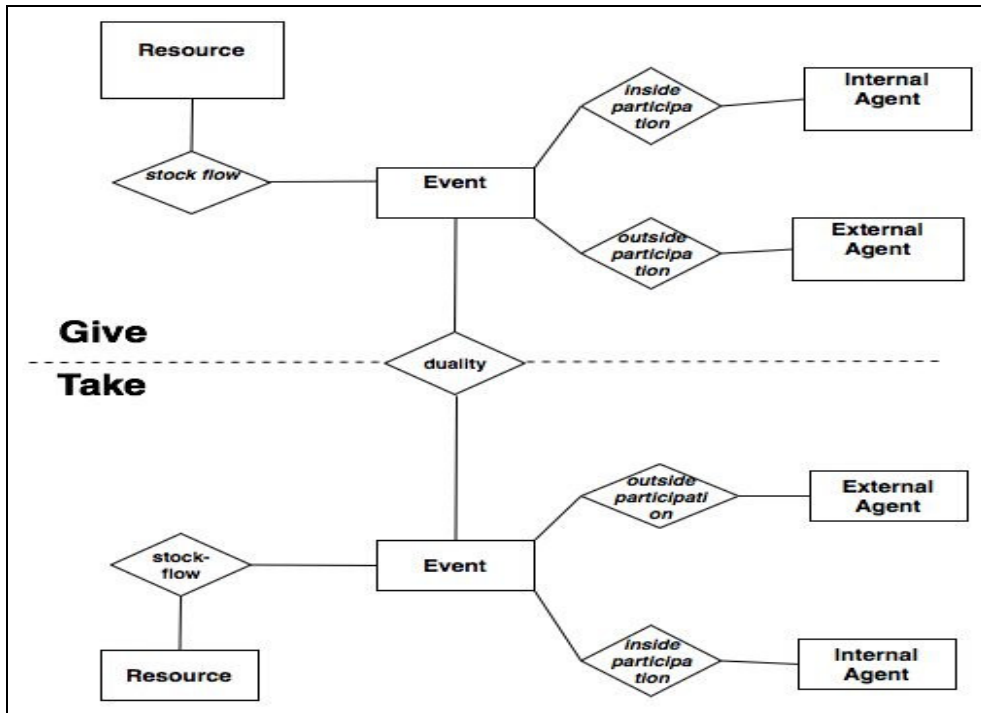 Resource
inside
participa
tion
Internal
Agent
stock flow
Event
outside
participa
tion
External
Agent
Give
duality
Take
outside
participati
on
External
Agent
stock-
flow
Event
inside
participa
tion
Internal
Agent
Resource